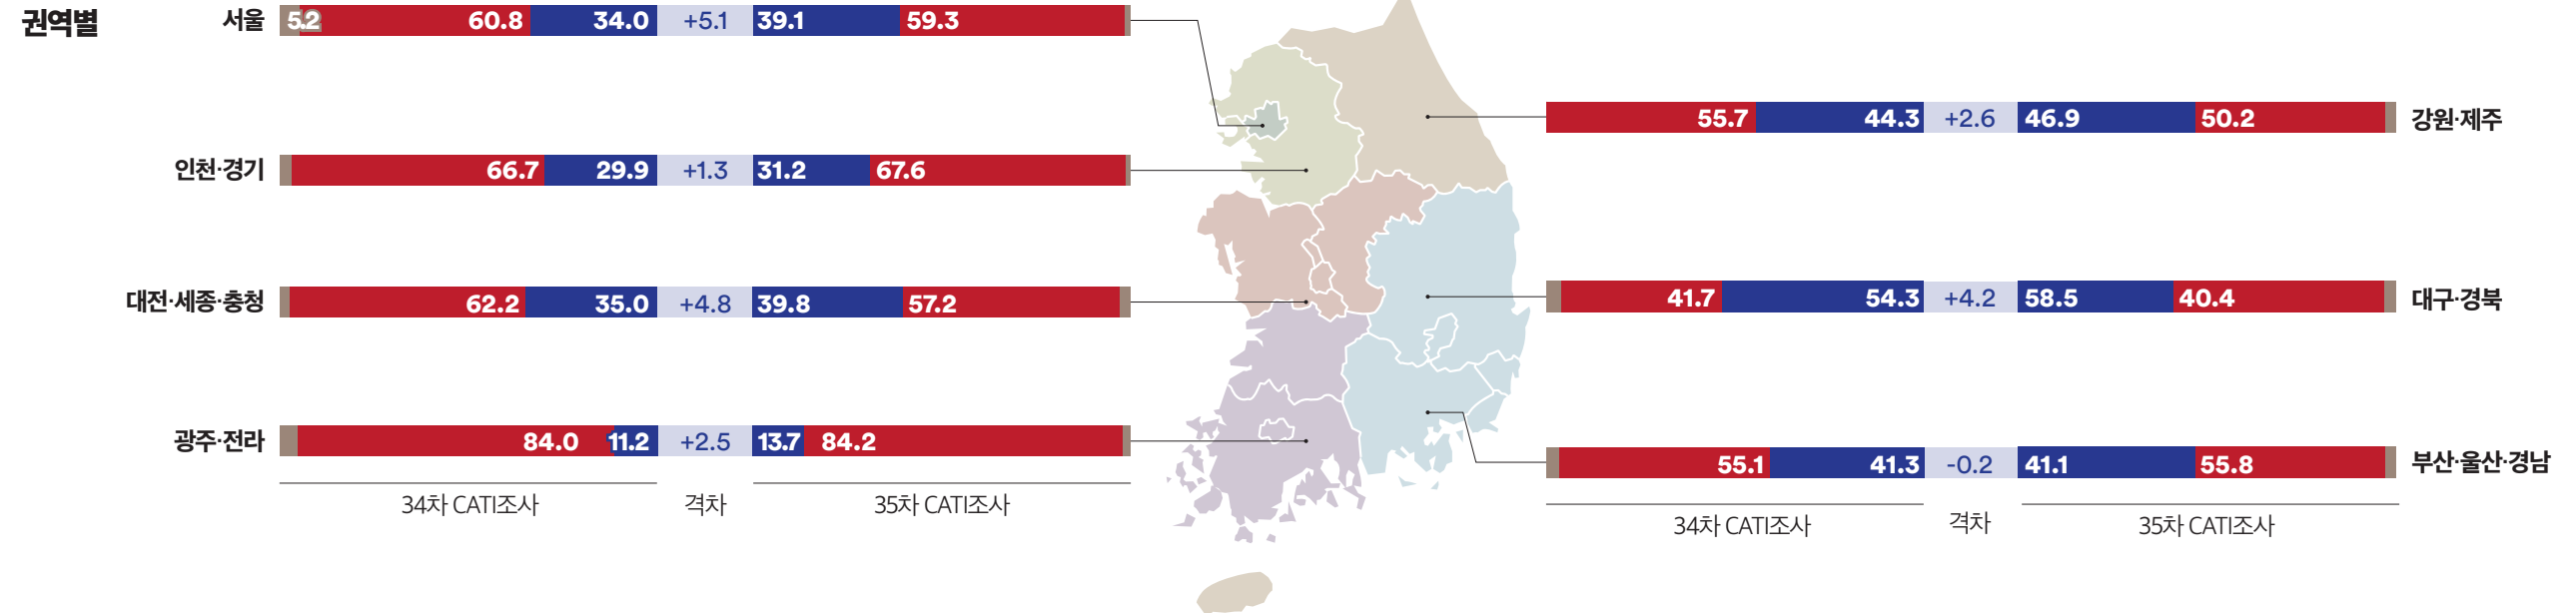 권역별
서울 5.2 60.8 34.0 +5.1 39.1 59.3
55.7 44.3 +2.6 46.9 50.2 강원·제주
인천·경기 66.7 29.9 +1.3 31.2 67.6
대전·세종·충청 62.2 35.0 +4.8 39.8 57.2
41.7 54.3 +4.2 58.5 40.4 대구·경북
광주·전라 84.0 11.2 +2.5 13.7 84.2
55.1 41.3 -0.2 41.1 55.8 부산·울산·경남
34차 CATI조사 격차 35차 CATI조사
34차 CATI조사 격차 35차 CATI조사